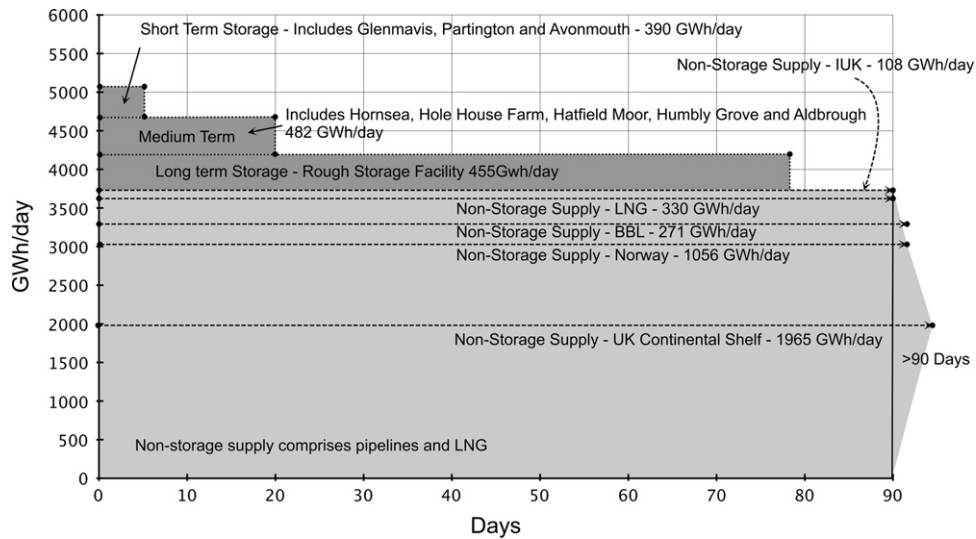 6000
Short Term Storage - Includes Glenmavis, Partington and Avonmouth - 390 GWh/day
5500
Non-Storage Supply - IUK - 108 GWh/day
5000
Includes Hornsea, Hole House Farm, Hatfield Moor, Humbly Grove and Aldbrough
4500
Medium Term
482 GWh/day
4000
Long term Storage - Rough Storage Facility 455Gwh/day
3500
Non-Storage Supply - LNG - 330 GWh/day
Non-Storage Supply - BBL - 271 GWh/day
3000
Non-Storage Supply - Norway - 1056 GWh/day
GWh/day
2500
2000
Non-Storage Supply - UK Continental Shelf - 1965 GWh/day
>90 Days
1500
1000
500
Non-storage supply comprises pipelines and LNG
0
0 10 20 30 40 50 60 70 80 90
Days